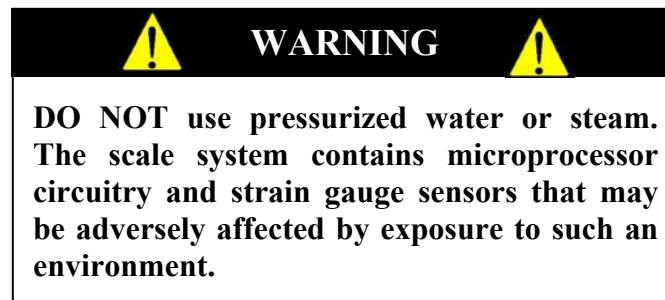 WARNING
DO NOT use pressurized water or steam.
The scale system contains microprocessor
circuitry and strain gauge sensors that may
be adversely affected by exposure to such an
environment.